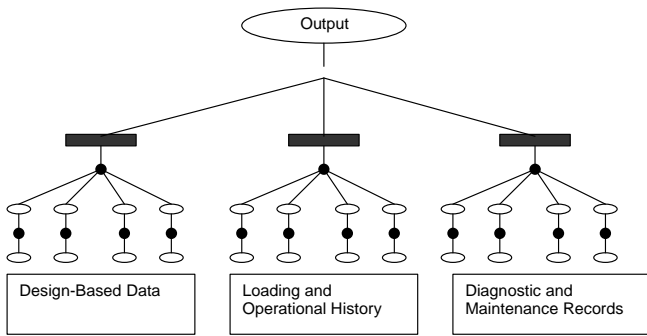 Output
Design-Based Data
Loading and
Operational History
Diagnostic and
Maintenance Records